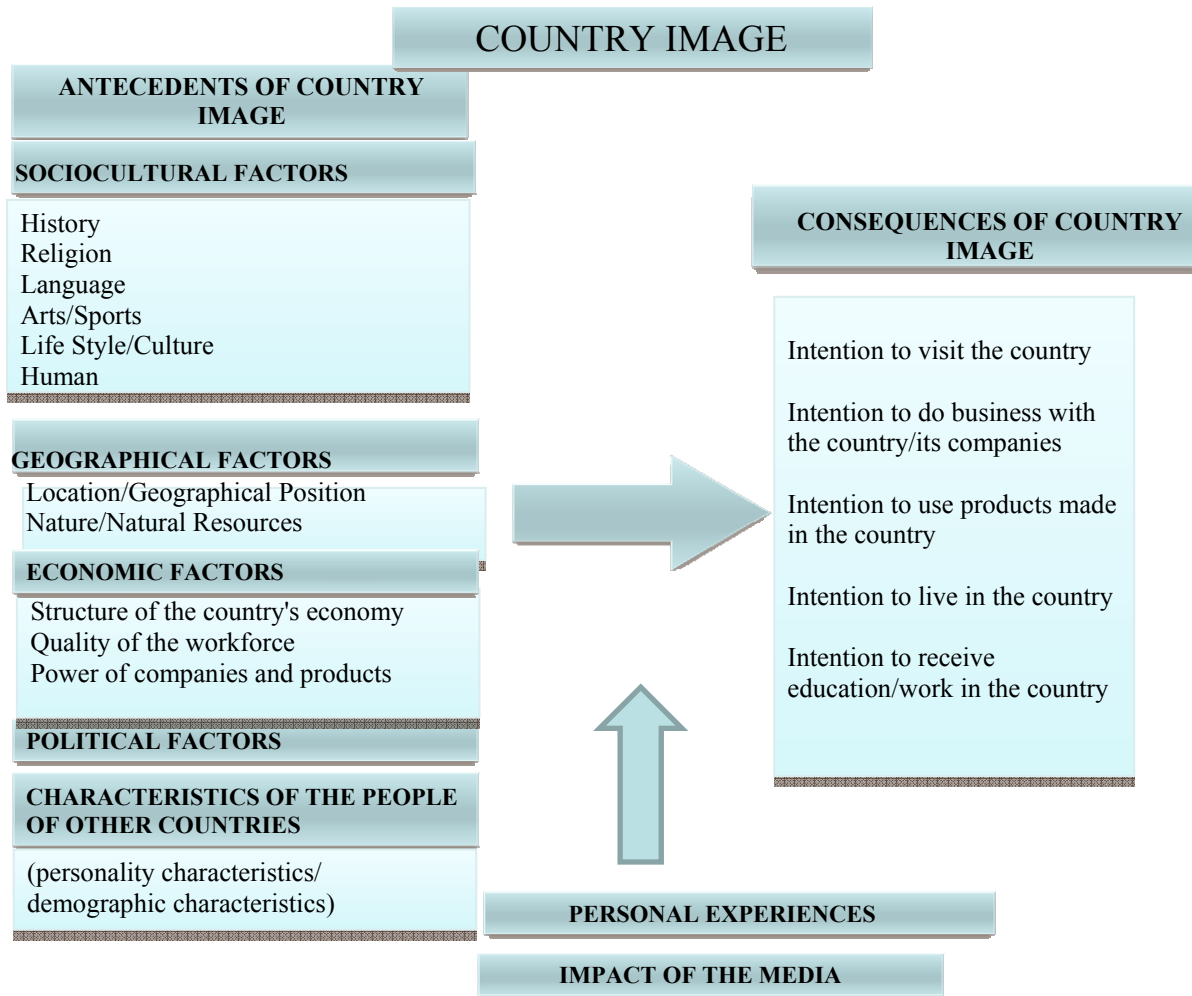 COUNTRY IMAGE
ANTECEDENTS OF COUNTRY
IMAGE
SOCIOCULTURAL FACTORS
History
Religion
Language
Arts/Sports
Life Style/Culture
Human
GEOGRAPHICAL FACTORS
Location/Geographical Position
Nature/Natural Resources
ECONOMIC FACTORS
Structure of the country's economy
Quality of the workforce
Power of companies and products
POLITICAL FACTORS
CHARACTERISTICS OF THE PEOPLE
OF OTHER COUNTRIES
(personality characteristics/
demographic characteristics)
CONSEQUENCES OF COUNTRY
IMAGE
Intention to visit the country
Intention to do business with
the country/its companies
Intention to use products made
in the country
Intention to live in the country
Intention to receive
education/work in the country
PERSONAL EXPERIENCES
IMPACT OF THE MEDIA